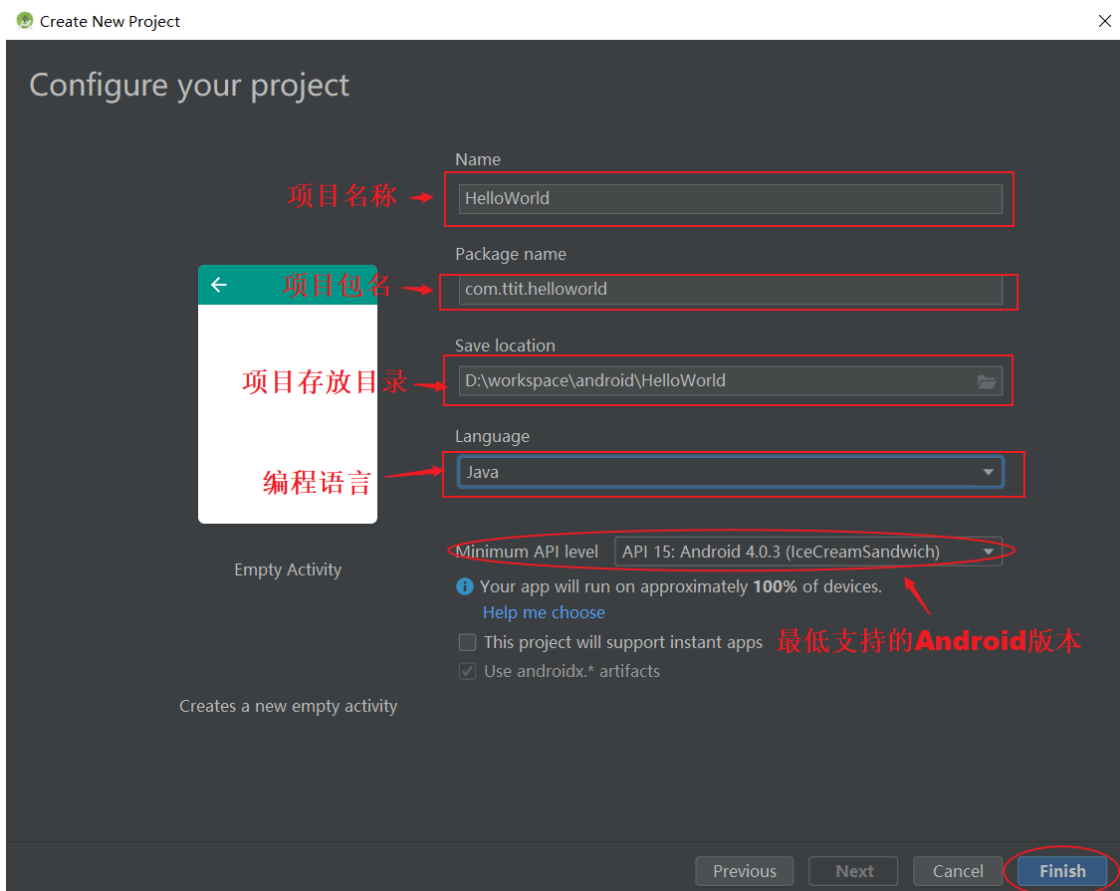 Create New Project
Configure your project
Name
项目名称
HelloWorld
Package name
项目包名
com.ttit.helloworld
Save location
项目存放目录
D:\workspace\android\HelloWorld
Language
编程语言
Java
Minimum API level API 15: Android 4.0.3 (IceCreamSandwich)
Empty Activity
Your app will run on approximately 100% of devices.
Help me choose
This project will support instant apps
最低支持的Android版本
Use androidx.* artifacts
Creates a new empty activity
Previous Next Cancel Finish